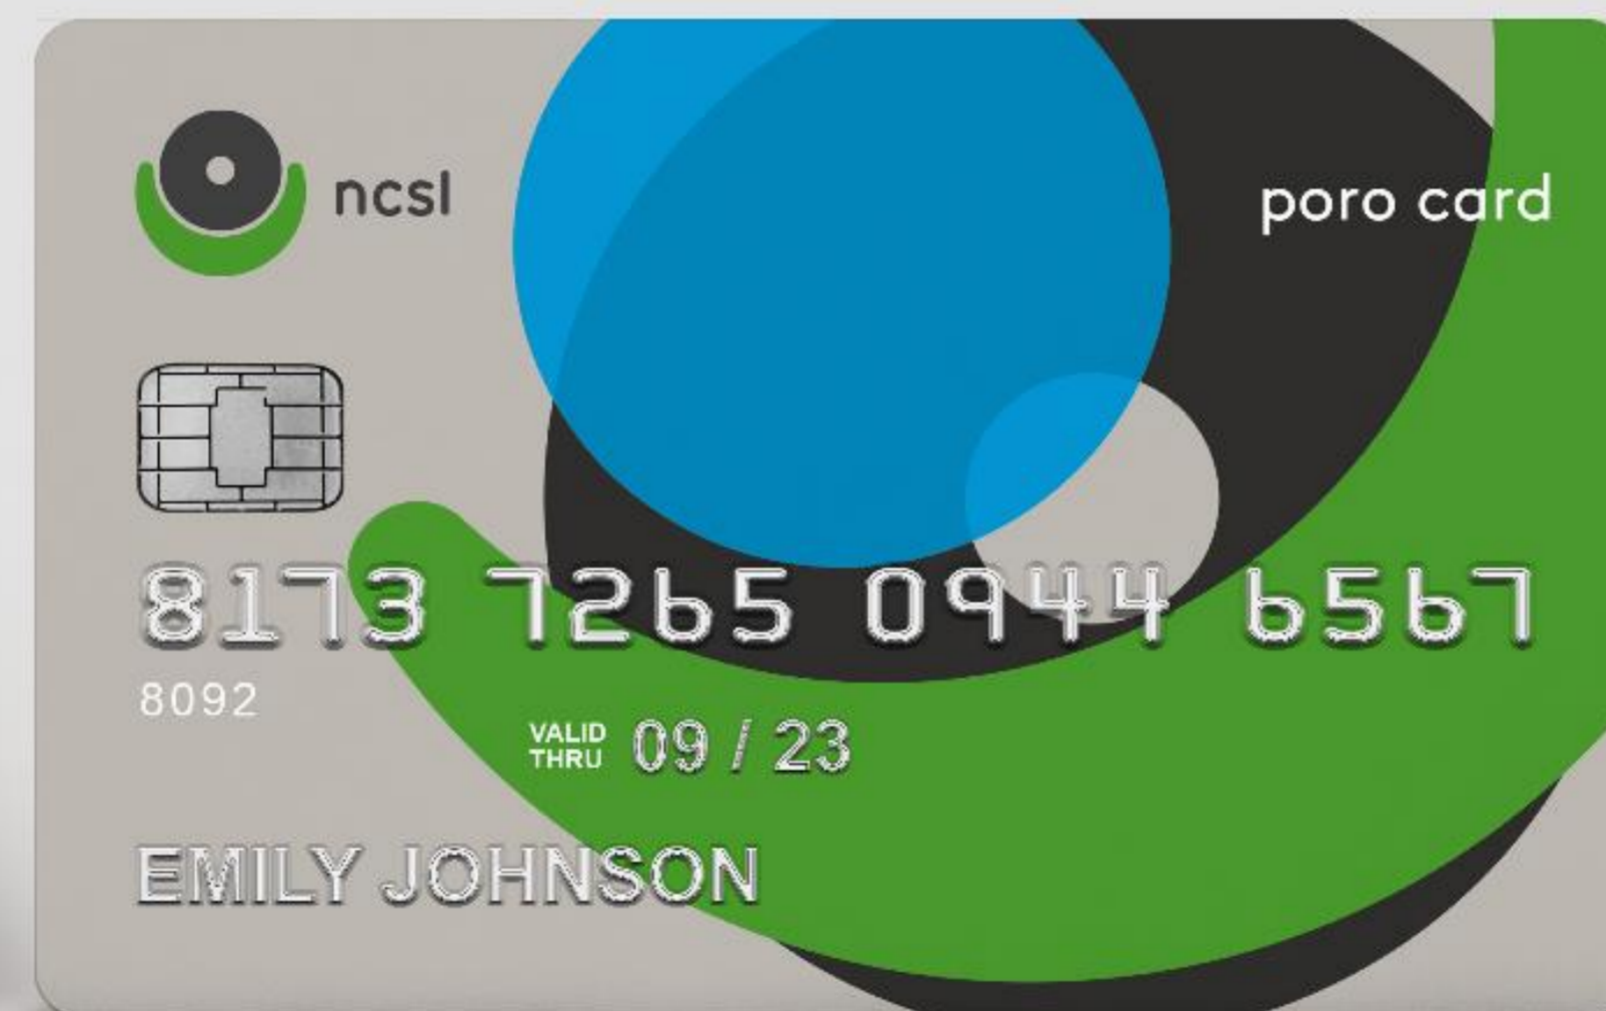 ncsl
poro card
8173 7265 0944 6567
8092
VALID
THRU
09 / 23
EMILY JOHNSON